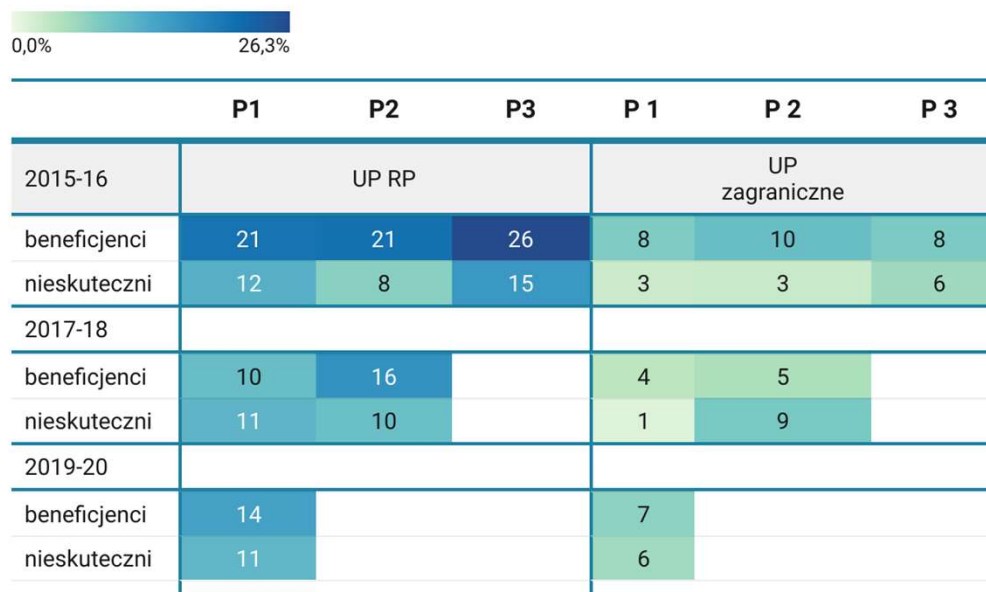 0,0% 26,3%
P1 P2 P3 P 1 P 2 P 3
2015-16 UP RP UP
zagraniczne
beneficjenci 21 21 26 8 10 8
nieskuteczni 12 8 15 3 3 6
2017-18
beneficjenci 10 16 4 5
nieskuteczni 11 10 1 9
2019-20
beneficjenci 14 7
nieskuteczni 11 6